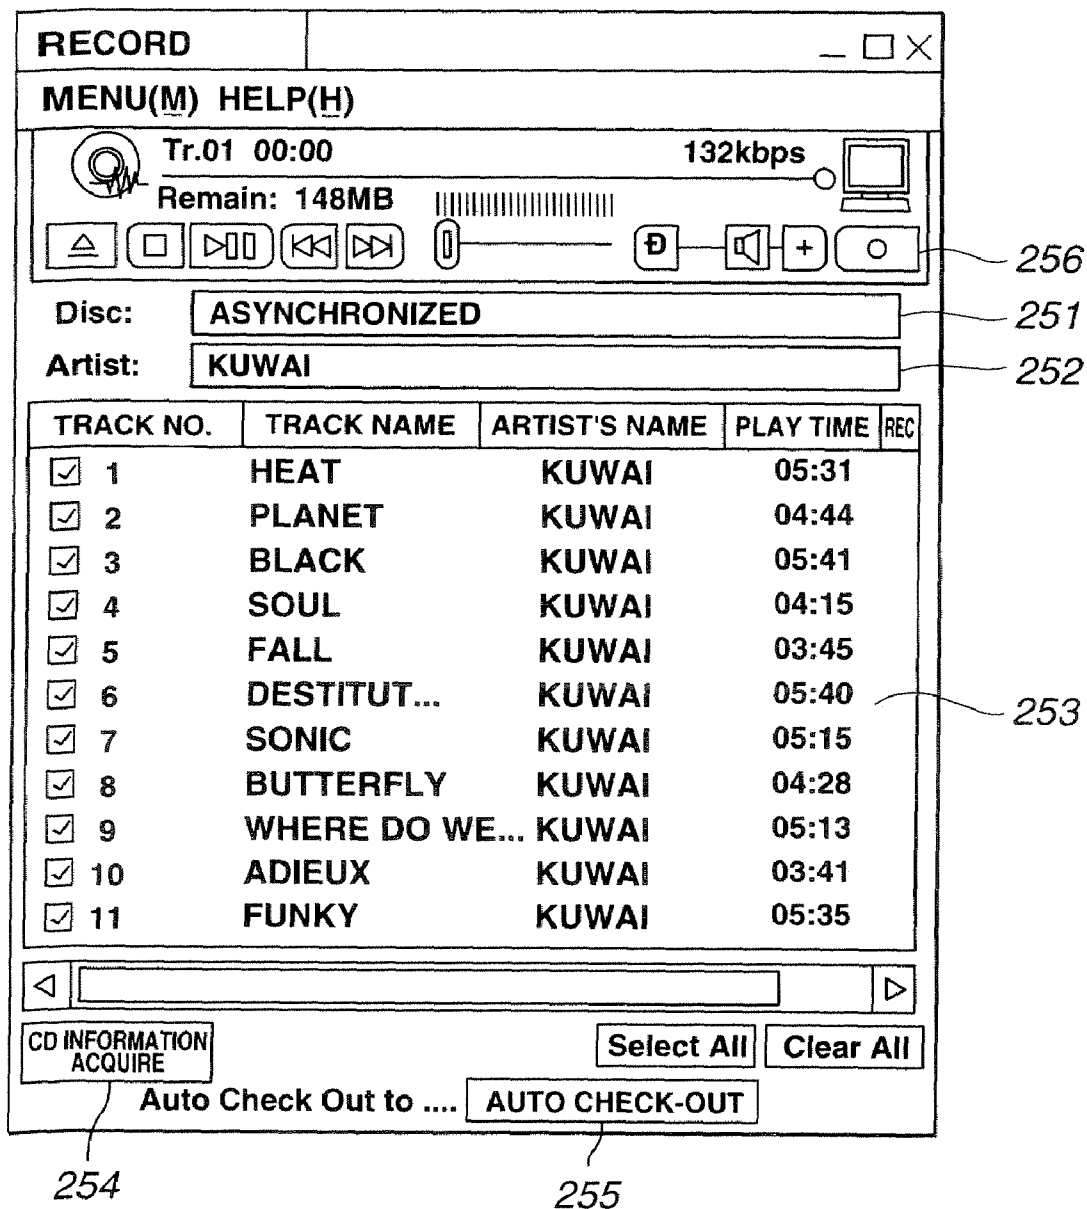 RECORD
MENU(M) HELP(H)
Tr.01 00:00 132kbps
Remain: 148MB
256
Disc: ASYNCHRONIZED 251
Artist: KUWAI 252
TRACK NO. TRACK NAME ARTIST'S NAME PLAY TIME REC
1 HEAT KUWAI 05:31
2 PLANET KUWAI 04:44
3 BLACK KUWAI 05:41
4 SOUL KUWAI 04:15
5 FALL KUWAI 03:45
6 DESTITUT... KUWAI 05:40 253
7 SONIC KUWAI 05:15
8 BUTTERFLY KUWAI 04:28
9 WHERE DO WE... KUWAI 05:13
10 ADIEUX KUWAI 03:41
11 FUNKY KUWAI 05:35
CD INFORMATION
ACQUIRE
Select All Clear All
Auto Check Out to .... AUTO CHECK-OUT
254 255